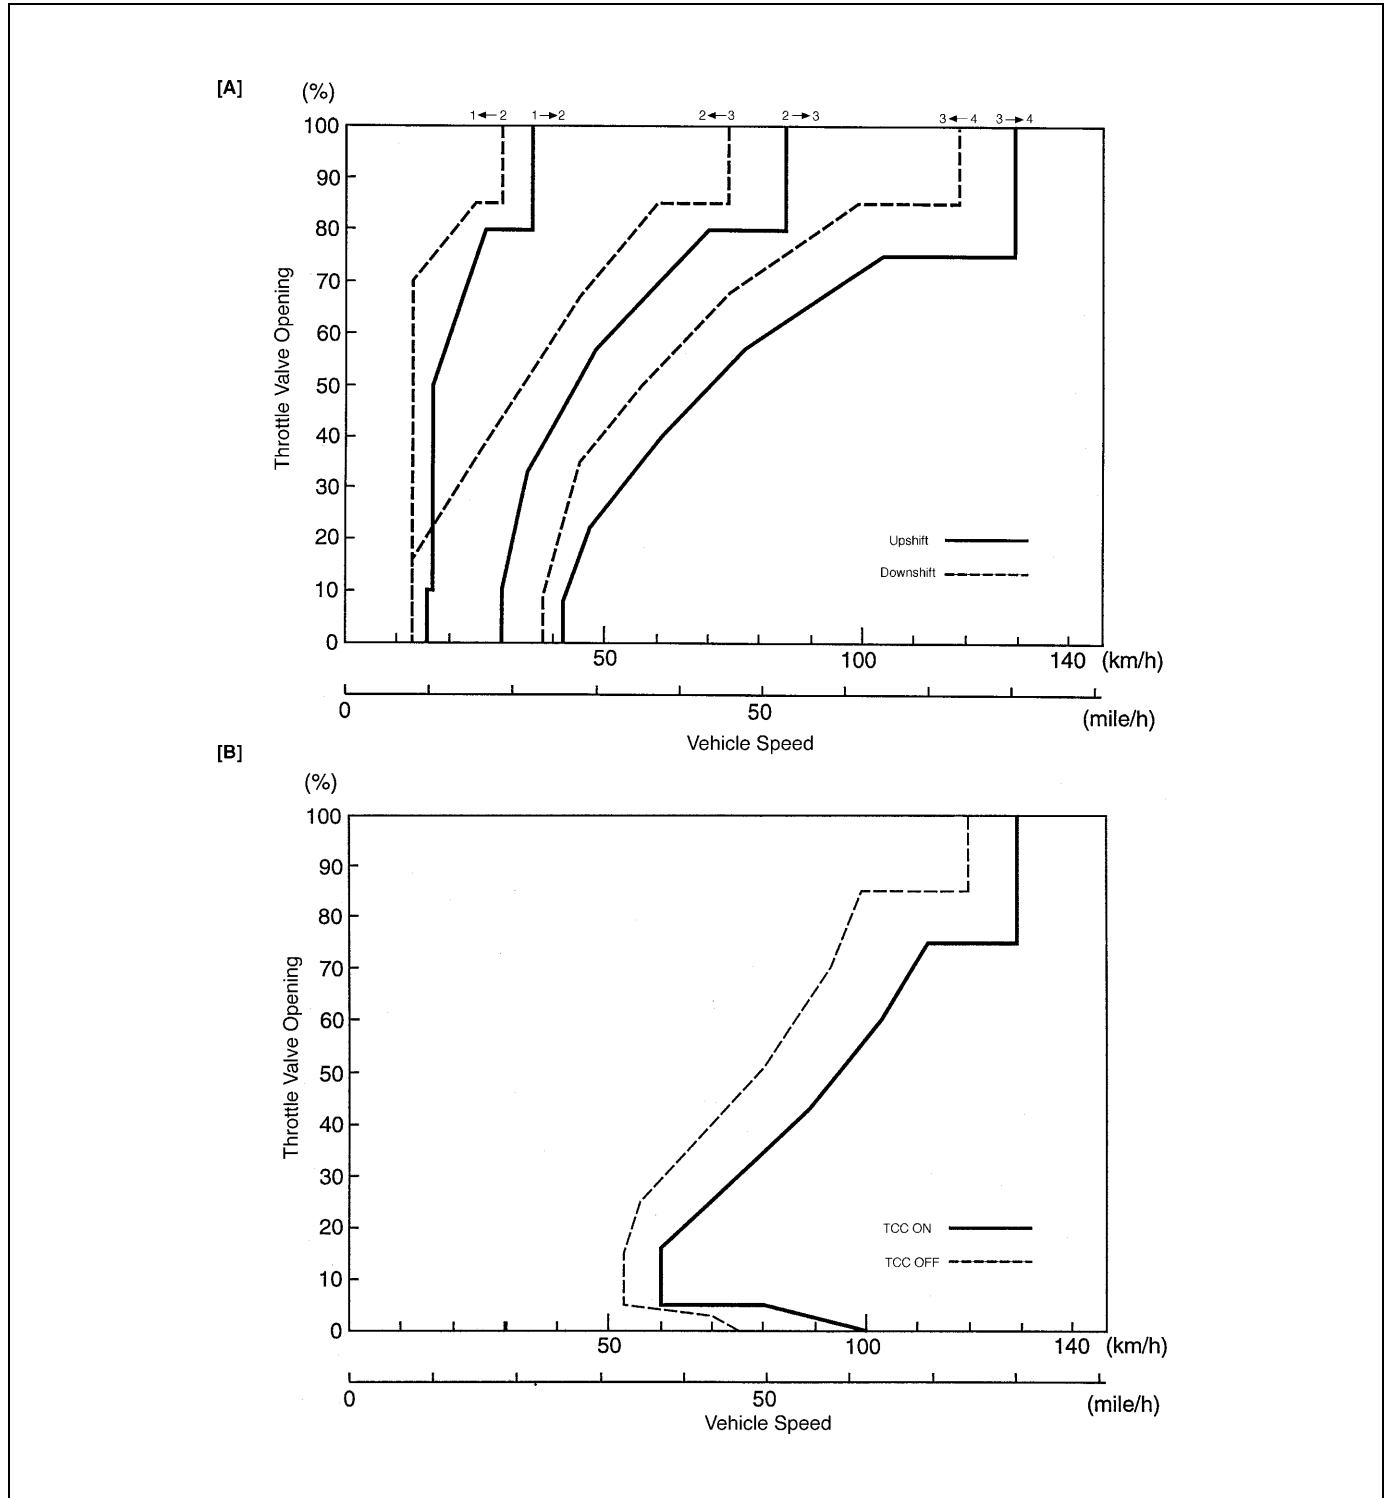 [A]
(%)
1 ← 2 1 → 2 2 ← 3 2 → 3 3 ← 4 3 → 4
100
90
80
70
60
50
40
30
20
10
0
Throttle Valve Opening
Upshift
Downshift
50 100 140 (km/h)
0 50 (mile/h)
Vehicle Speed
[B]
(%)
100
90
80
70
60
50
40
30
20
10
0
Throttle Valve Opening
TCC ON
TCC OFF
50 100 140 (km/h)
0 50 (mile/h)
Vehicle Speed